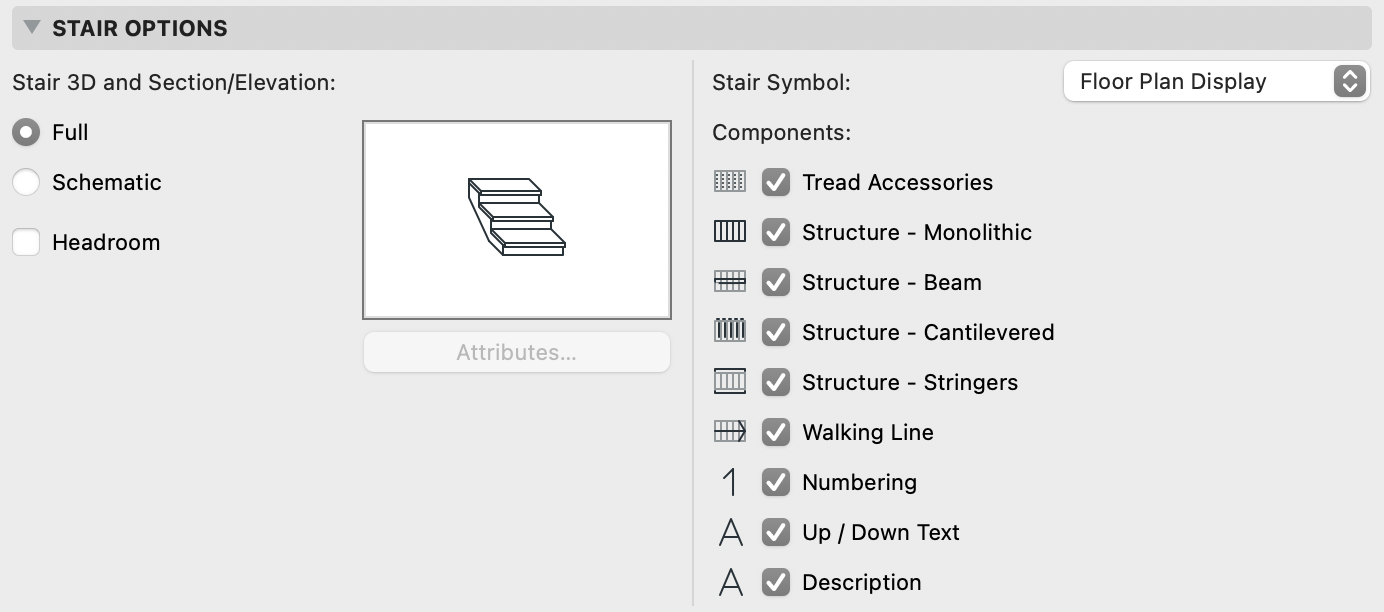 STAIR OPTIONS
Stair 3D and Section/Elevation:
Full
Schematic
Headroom
Attributes...
Stair Symbol:
Floor Plan Display
Components:
Tread Accessories
Structure - Monolithic
Structure - Beam
Structure - Cantilevered
Structure - Stringers
Walking Line
1 Numbering
A Up / Down Text
A Description